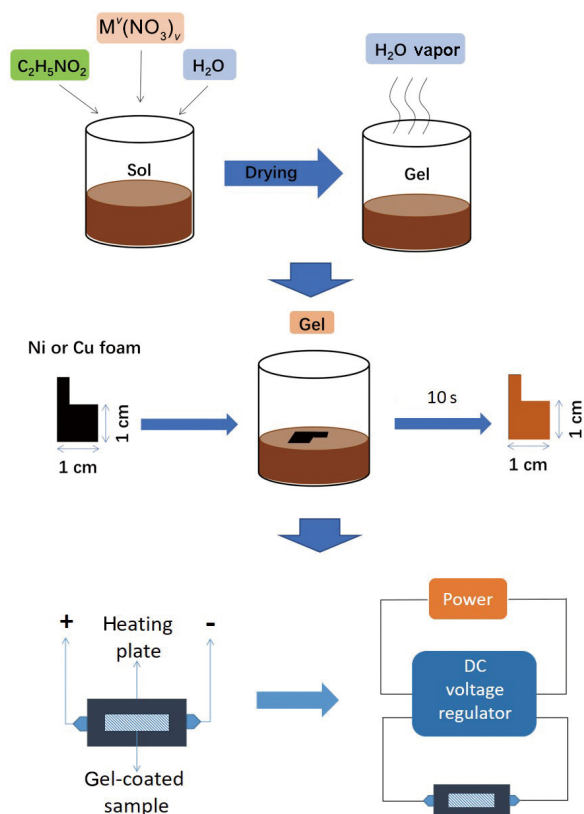 Mᵛ(NO₃)ᵥ
C₂H₅NO₂
H₂O
H₂O vapor
Sol
Drying
Gel
Gel
Ni or Cu foam
1 cm
1 cm
10 s
1 cm
1 cm
+
Heating
plate
-
Gel-coated
sample
Power
DC
voltage
regulator